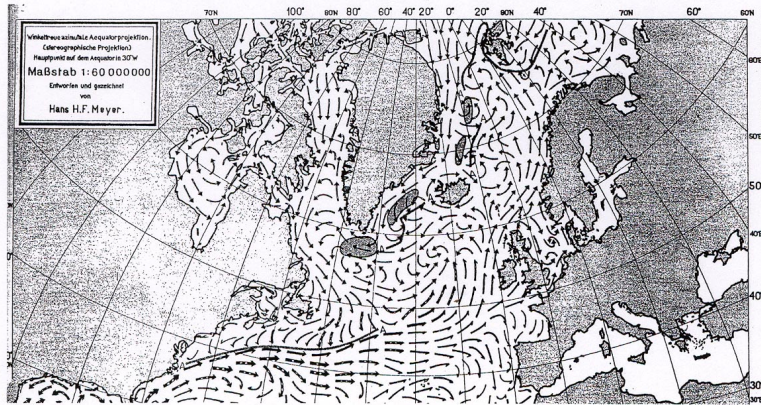 70°N 100° 80°N 80° 60° 40° 20° 0° 20° 80°N 40° 70°N 60° 60°N
Winkeltreue azimutale Aequatorprojektion.
(stereographische Projektion)
Hauptpunkt auf dem Aequator in 30°W
Maßstab 1:60 000 000
Entworfen und gezeichnet
von
Hans H.F. Meyer.
50°
40°
40°
30°